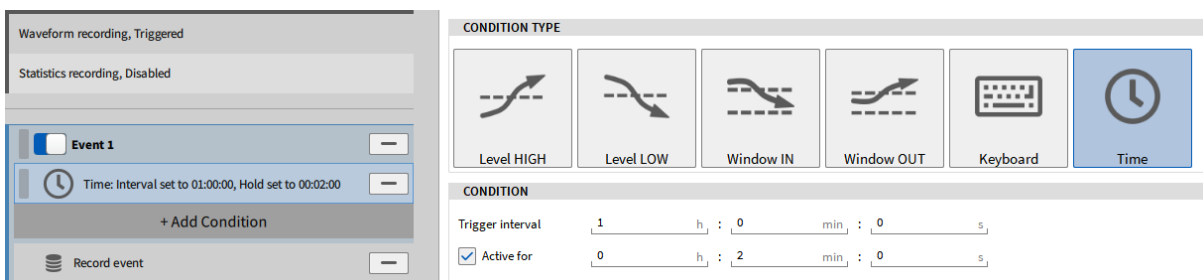 Waveform recording, Triggered
Statistics recording, Disabled
Event 1
Time: Interval set to 01:00:00, Hold set to 00:02:00
+ Add Condition
Record event
CONDITION TYPE
Level HIGH Level LOW Window IN Window OUT Keyboard Time
CONDITION
Trigger interval 1 h : 0 min : 0 s
Active for 0 h : 2 min : 0 s